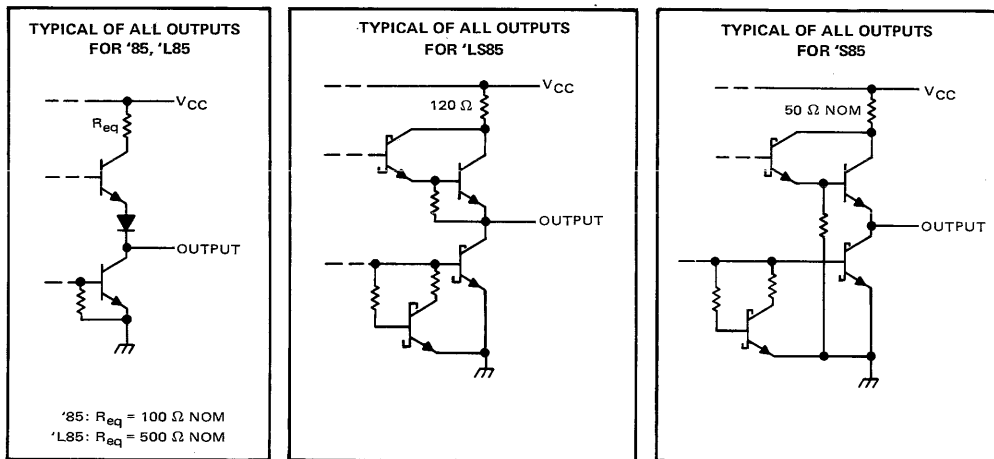 TYPICAL OF ALL OUTPUTS
FOR '85, 'L85
VCC
Req
OUTPUT
'85: Req = 100 Ω NOM
'L85: Req = 500 Ω NOM
TYPICAL OF ALL OUTPUTS
FOR 'LS85
VCC
120 Ω
OUTPUT
TYPICAL OF ALL OUTPUTS
FOR 'S85
VCC
50 Ω NOM
OUTPUT